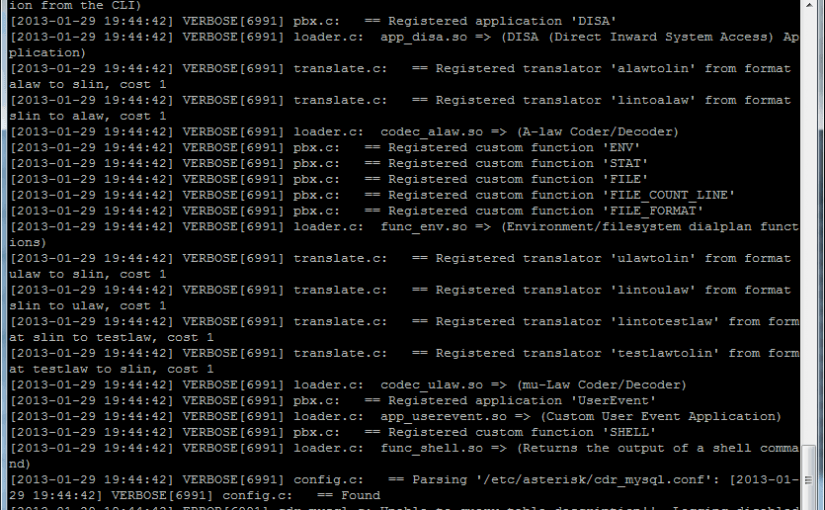 ion from the CLI)
[2013-01-29 19:44:42] VERBOSE[6991] pbx.c:   == Registered application 'DISA'
[2013-01-29 19:44:42] VERBOSE[6991] loader.c:  app_disa.so => (DISA (Direct Inward System Access) Ap
plication)
[2013-01-29 19:44:42] VERBOSE[6991] translate.c:   == Registered translator 'alawtolin' from format
alaw to slin, cost 1
[2013-01-29 19:44:42] VERBOSE[6991] translate.c:   == Registered translator 'lintoalaw' from format
slin to alaw, cost 1
[2013-01-29 19:44:42] VERBOSE[6991] loader.c:  codec_alaw.so => (A-law Coder/Decoder)
[2013-01-29 19:44:42] VERBOSE[6991] pbx.c:   == Registered custom function 'ENV'
[2013-01-29 19:44:42] VERBOSE[6991] pbx.c:   == Registered custom function 'STAT'
[2013-01-29 19:44:42] VERBOSE[6991] pbx.c:   == Registered custom function 'FILE'
[2013-01-29 19:44:42] VERBOSE[6991] pbx.c:   == Registered custom function 'FILE_COUNT_LINE'
[2013-01-29 19:44:42] VERBOSE[6991] pbx.c:   == Registered custom function 'FILE_FORMAT'
[2013-01-29 19:44:42] VERBOSE[6991] loader.c:  func_env.so => (Environment/filesystem dialplan funct
ions)
[2013-01-29 19:44:42] VERBOSE[6991] translate.c:   == Registered translator 'ulawtolin' from format
ulaw to slin, cost 1
[2013-01-29 19:44:42] VERBOSE[6991] translate.c:   == Registered translator 'lintoulaw' from format
slin to ulaw, cost 1
[2013-01-29 19:44:42] VERBOSE[6991] translate.c:   == Registered translator 'lintotestlaw' from form
at slin to testlaw, cost 1
[2013-01-29 19:44:42] VERBOSE[6991] translate.c:   == Registered translator 'testlawtolin' from form
at testlaw to slin, cost 1
[2013-01-29 19:44:42] VERBOSE[6991] loader.c:  codec_ulaw.so => (mu-Law Coder/Decoder)
[2013-01-29 19:44:42] VERBOSE[6991] pbx.c:   == Registered application 'UserEvent'
[2013-01-29 19:44:42] VERBOSE[6991] loader.c:  app_userevent.so => (Custom User Event Application)
[2013-01-29 19:44:42] VERBOSE[6991] pbx.c:   == Registered custom function 'SHELL'
[2013-01-29 19:44:42] VERBOSE[6991] loader.c:  func_shell.so => (Returns the output of a shell comma
nd)
[2013-01-29 19:44:42] VERBOSE[6991] config.c:   == Parsing '/etc/asterisk/cdr_mysql.conf': [2013-01-
29 19:44:42] VERBOSE[6991] config.c:   == Found